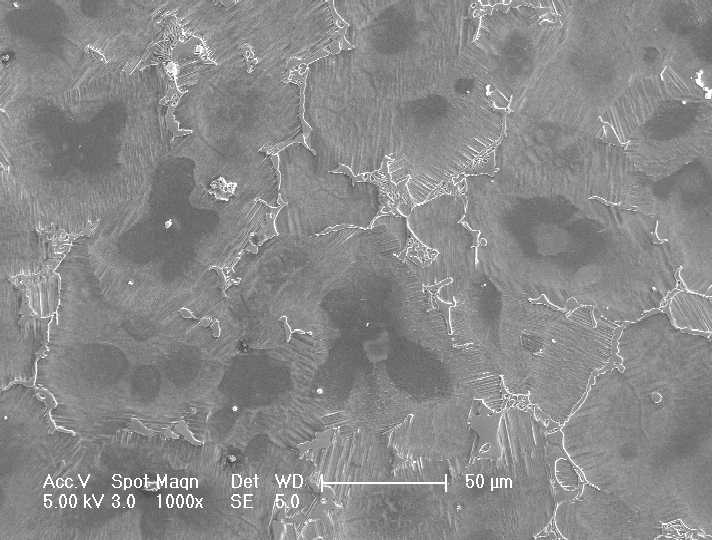 Acc.V Spot Magn Det WD 50 µm
5.00 kV 3.0 1000x SE 5.0